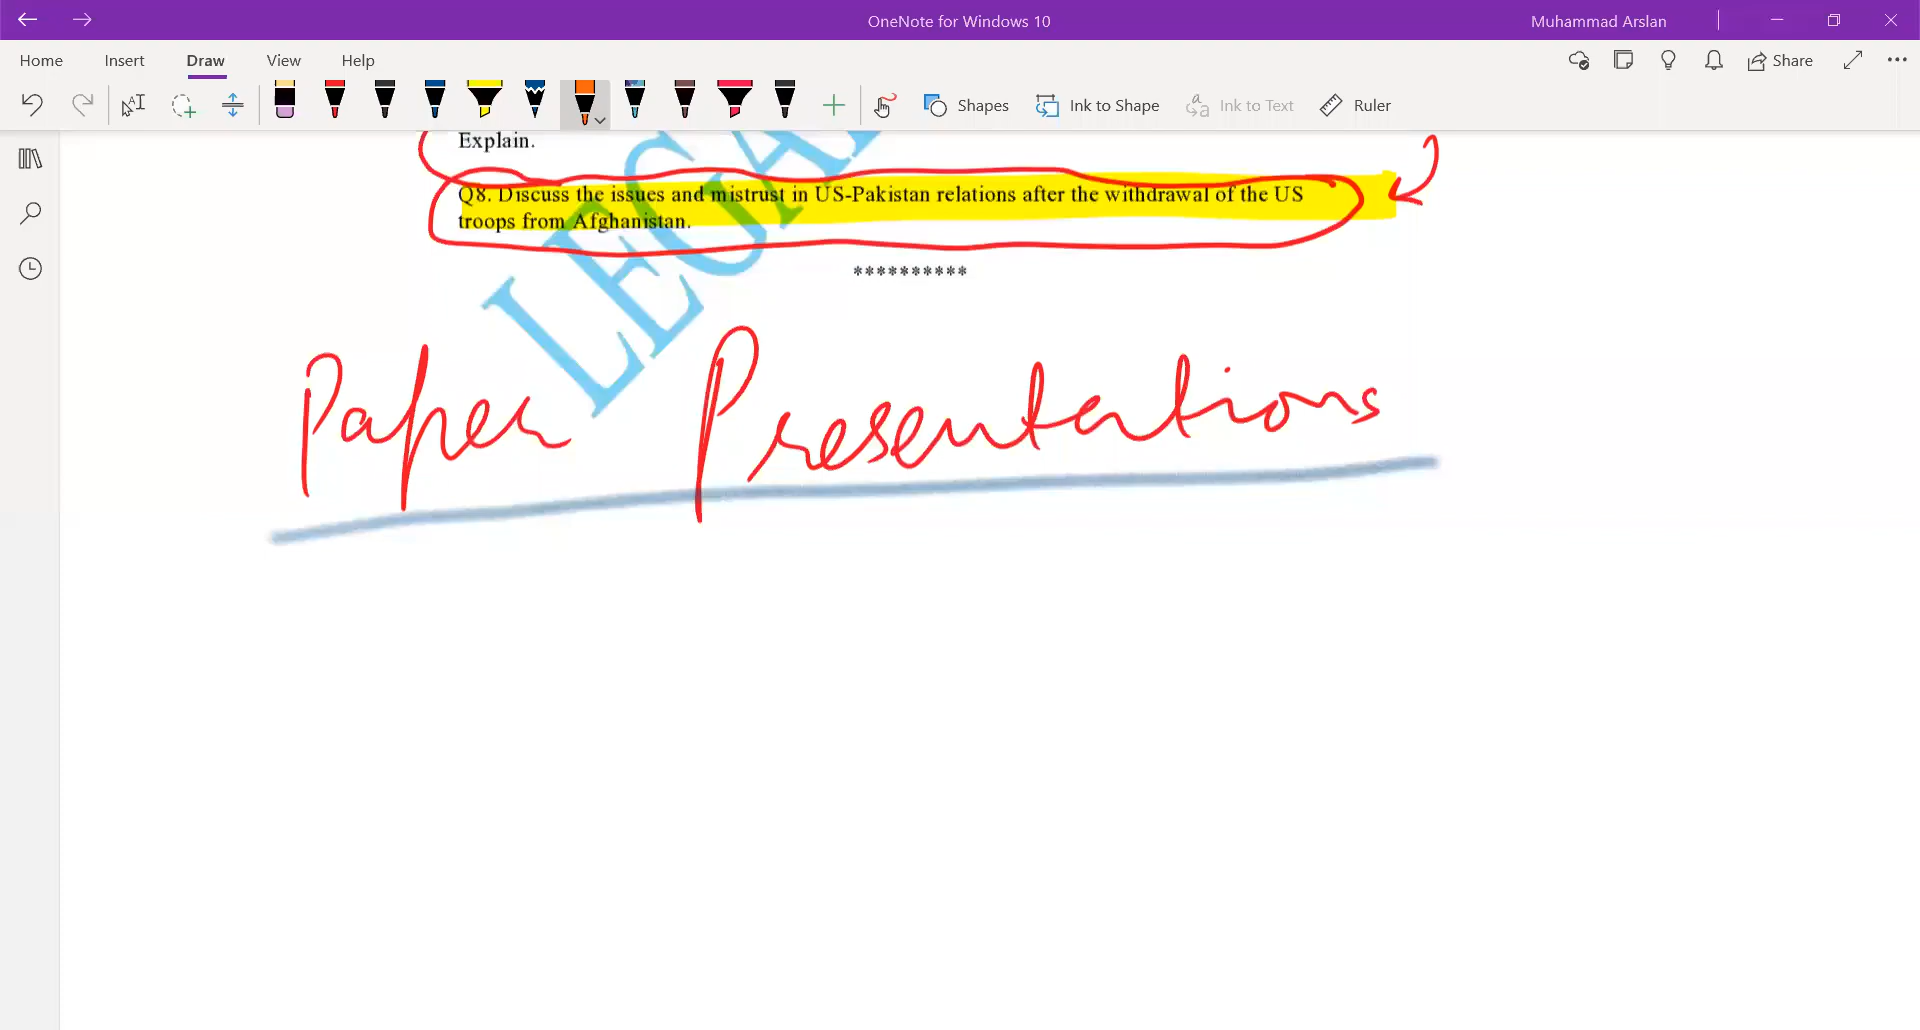 OneNote for Windows 10
Muhammad Arslan
Home Insert Draw View Help
Share
Shapes Ink to Shape Ink to Text Ruler
Explain.
Q8. Discuss the issues and mistrust in US-Pakistan relations after the withdrawal of the US
troops from Afghanistan.
**********
LEGA
Paper Presentations